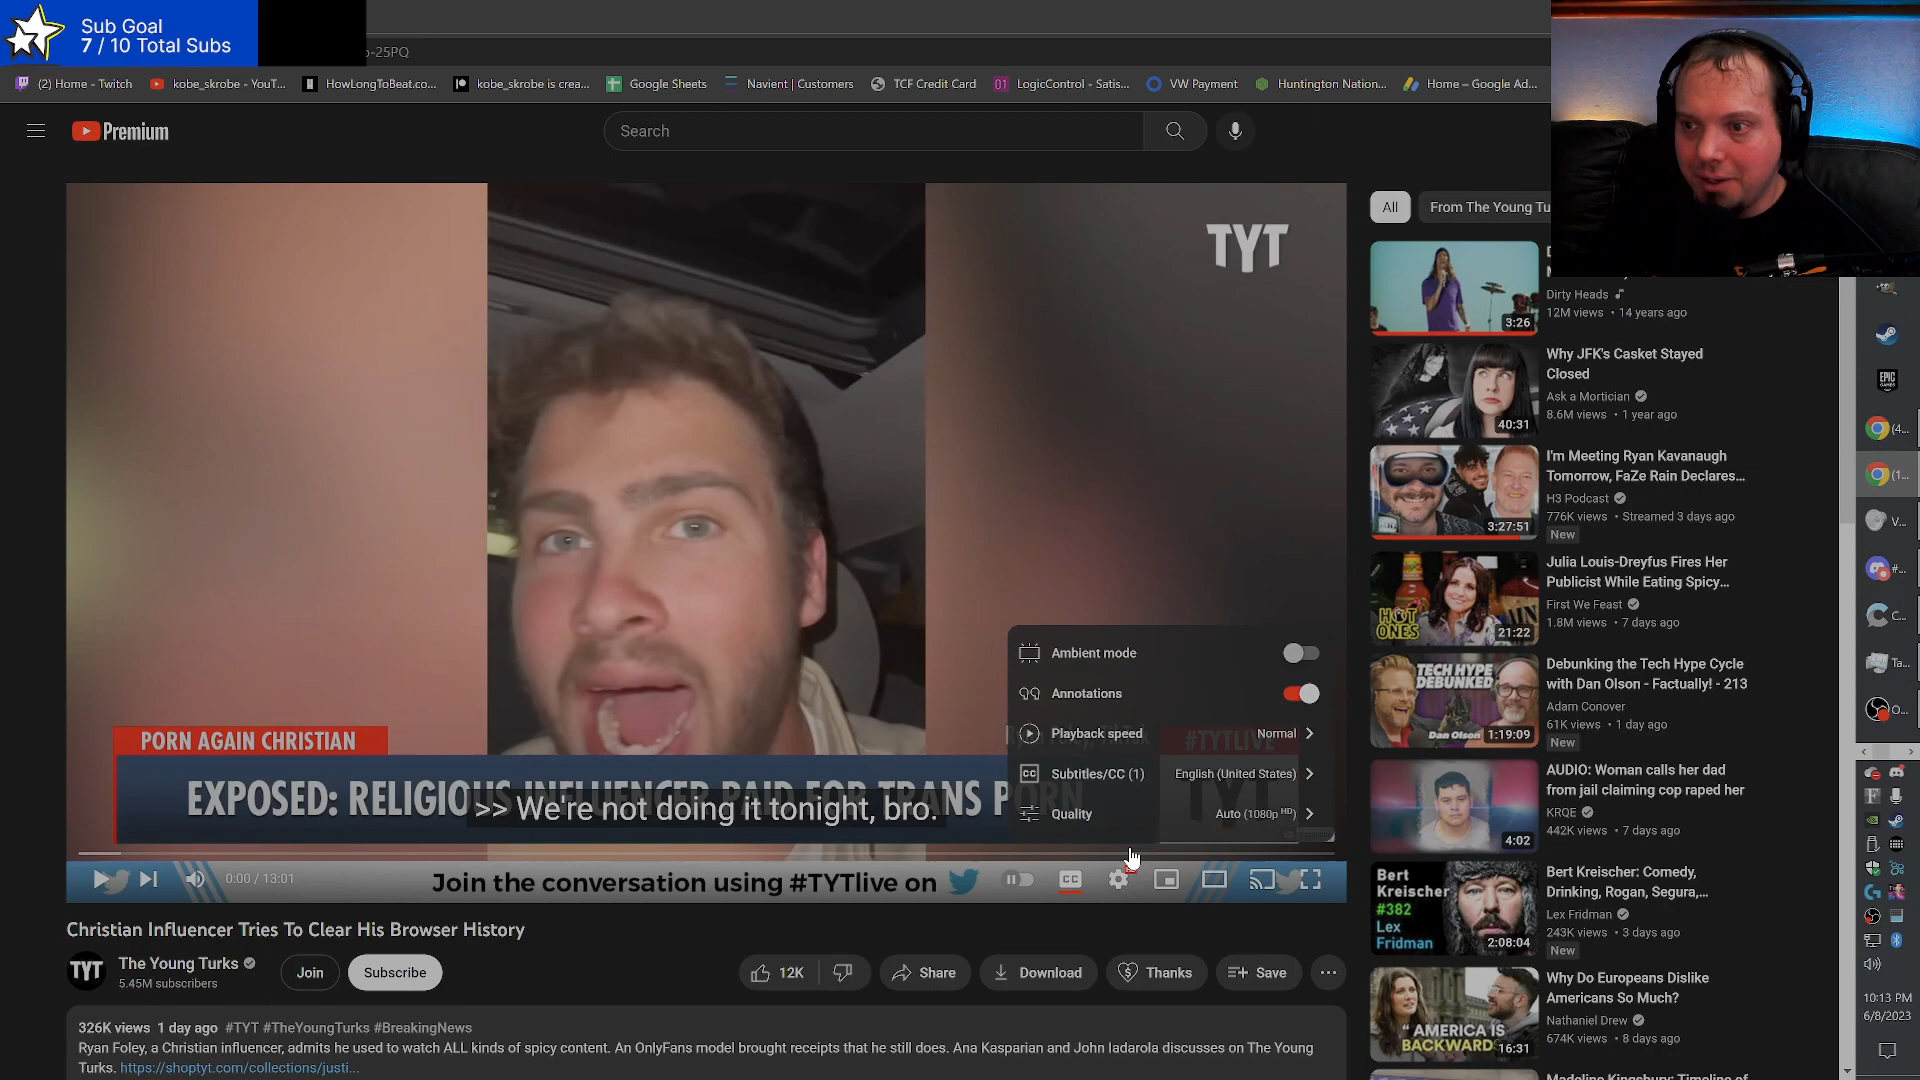 Sub Goal
7 / 10 Total Subs
-25PQ
(2) Home - Twitch
kobe_skrobe - YouT...
HowLongToBeat.co...
kobe_skrobe is crea...
Google Sheets
Navient | Customers
TCF Credit Card
LogicControl - Satis...
VW Payment
Huntington Nation...
Home – Google Ad...
Premium
Search
TYT
PORN AGAIN CHRISTIAN
#TYTLIVE
>> We're not doing it tonight, bro.
Ambient mode
Annotations
Playback speed Normal
Subtitles/CC (1) English (United States)
Quality Auto (1080p HD)
0:00 / 13:01
Join the conversation using #TYTlive on
CC
Christian Influencer Tries To Clear His Browser History
TYT
The Young Turks
5.45M subscribers
Join
Subscribe
12K
Share
Download
Thanks
Save
326K views 1 day ago #TYT #TheYoungTurks #BreakingNews
Ryan Foley, a Christian influencer, admits he used to watch ALL kinds of spicy content. An OnlyFans model brought receipts that he still does. Ana Kasparian and John Iadarola discusses on The Young
Turks. https://shoptyt.com/collections/justi...
All
From The Young Tu
3:26
Dirty Heads
12M views • 14 years ago
40:31
Why JFK's Casket Stayed
Closed
Ask a Mortician
8.6M views • 1 year ago
3:27:51
I'm Meeting Ryan Kavanaugh
Tomorrow, FaZe Rain Declares...
H3 Podcast
776K views • Streamed 3 days ago
New
HOT
ONES
21:22
Julia Louis-Dreyfus Fires Her
Publicist While Eating Spicy...
First We Feast
1.8M views • 7 days ago
TECH HYPE
DEBUNKED
Dan Olson
1:19:09
Debunking the Tech Hype Cycle
with Dan Olson - Factually! - 213
Adam Conover
61K views • 1 day ago
New
4:02
AUDIO: Woman calls her dad
from jail claiming cop raped her
KRQE
442K views • 7 days ago
Bert
Kreischer
#382
Lex
Fridman
2:08:04
Bert Kreischer: Comedy,
Drinking, Rogan, Segura,...
Lex Fridman
243K views • 3 days ago
New
" AMERICA IS
BACKWARD
16:31
Why Do Europeans Dislike
Americans So Much?
Nathaniel Drew
674K views • 8 days ago
Madeline Kingsbury: Timeline of
EPIC
GAMES
(4...
(1...
V...
#...
C...
Ta...
O...
10:13 PM
6/8/2023